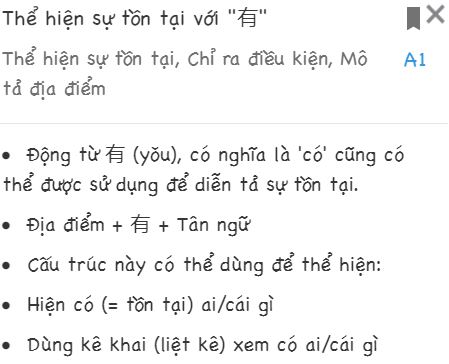 Thể hiện sự tồn tại với "有"
Thể hiện sự tồn tại, Chỉ ra điều kiện, Mô
A1
tả địa điểm
• Động từ 有 (yǒu), có nghĩa là 'có' cũng có
thể được sử dụng để diễn tả sự tồn tại.
• Địa điểm + 有 + Tân ngữ
• Cấu trúc này có thể dùng để thể hiện:
• Hiện có (= tồn tại) ai/cái gì
• Dùng kê khai (liệt kê) xem có ai/cái gì